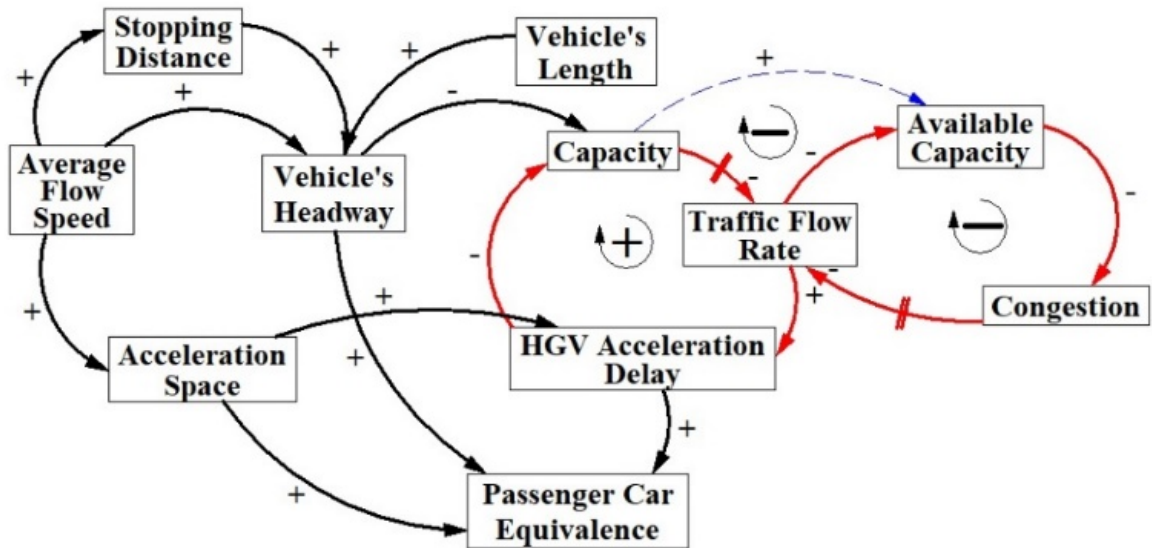 Stopping
Distance
Vehicle's
Length
+
+
+
+
+
-
Average
Flow
Speed
Vehicle's
Headway
Capacity
Available
Capacity
-
-
-
-
Traffic Flow
Rate
+
-
-
+
Congestion
+
+
Acceleration
Space
+
HGV Acceleration
Delay
+
+
Passenger Car
Equivalence